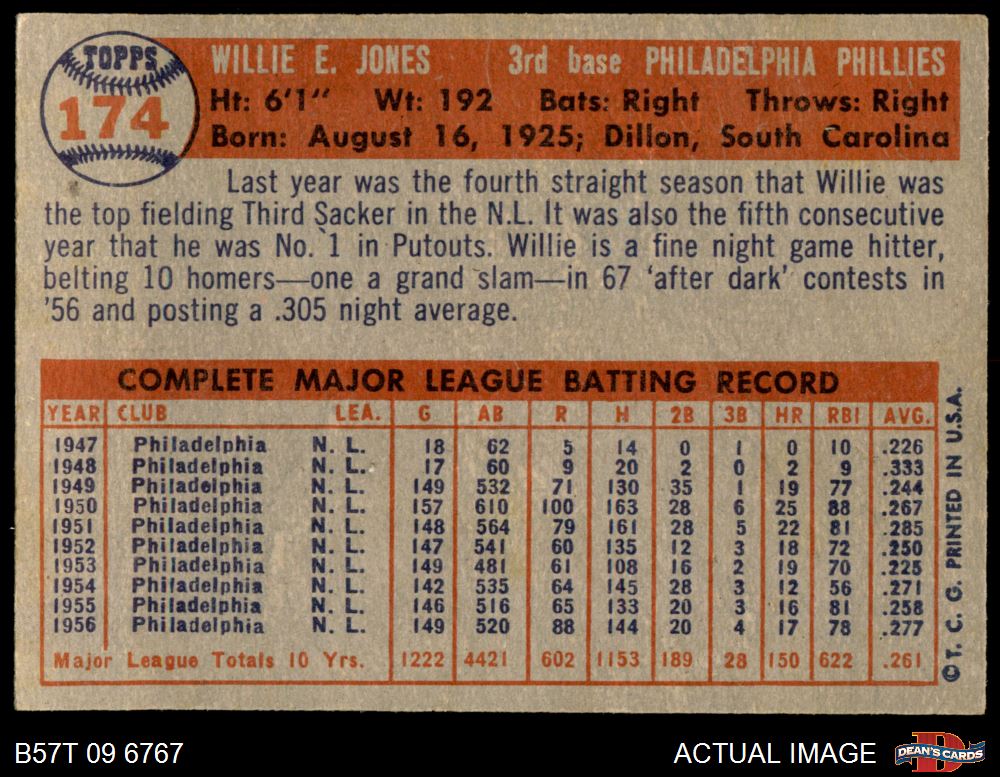 TOPPS
174
WILLIE E. JONES 3rd base PHILADELPHIA PHILLIES
Ht: 6'1" Wt: 192 Bats: Right Throws: Right
Born: August 16, 1925; Dillon, South Carolina
Last year was the fourth straight season that Willie was
the top fielding Third Sacker in the N.L. It was also the fifth consecutive
year that he was No. 1 in Putouts. Willie is a fine night game hitter,
belting 10 homers—one a grand slam—in 67 'after dark' contests in
'56 and posting a .305 night average.
COMPLETE MAJOR LEAGUE BATTING RECORD
YEAR CLUB LEA. G AB R H 2B 3B HR RBI AVG.
1947 Philadelphia N. L. 18 62 5 14 0 1 0 10 .226
1948 Philadelphia N. L. 17 60 9 20 2 0 2 9 .333
1949 Philadelphia N. L. 149 532 71 130 35 1 19 77 .244
1950 Philadelphia N. L. 157 610 100 163 28 6 25 88 .267
1951 Philadelphia N. L. 148 564 79 161 28 5 22 81 .285
1952 Philadelphia N. L. 147 541 60 135 12 3 18 72 .250
1953 Philadelphia N. L. 149 481 61 108 16 2 19 70 .225
1954 Philadelphia N. L. 142 535 64 145 28 3 12 56 .271
1955 Philadelphia N. L. 146 516 65 133 20 3 16 81 .258
1956 Philadelphia N. L. 149 520 88 144 20 4 17 78 .277
Major League Totals 10 Yrs. 1222 4421 602 1153 189 28 150 622 .261
© T. C. G. PRINTED IN U.S.A.
B57T 09 6767
ACTUAL IMAGE
D
DEAN'S CARDS